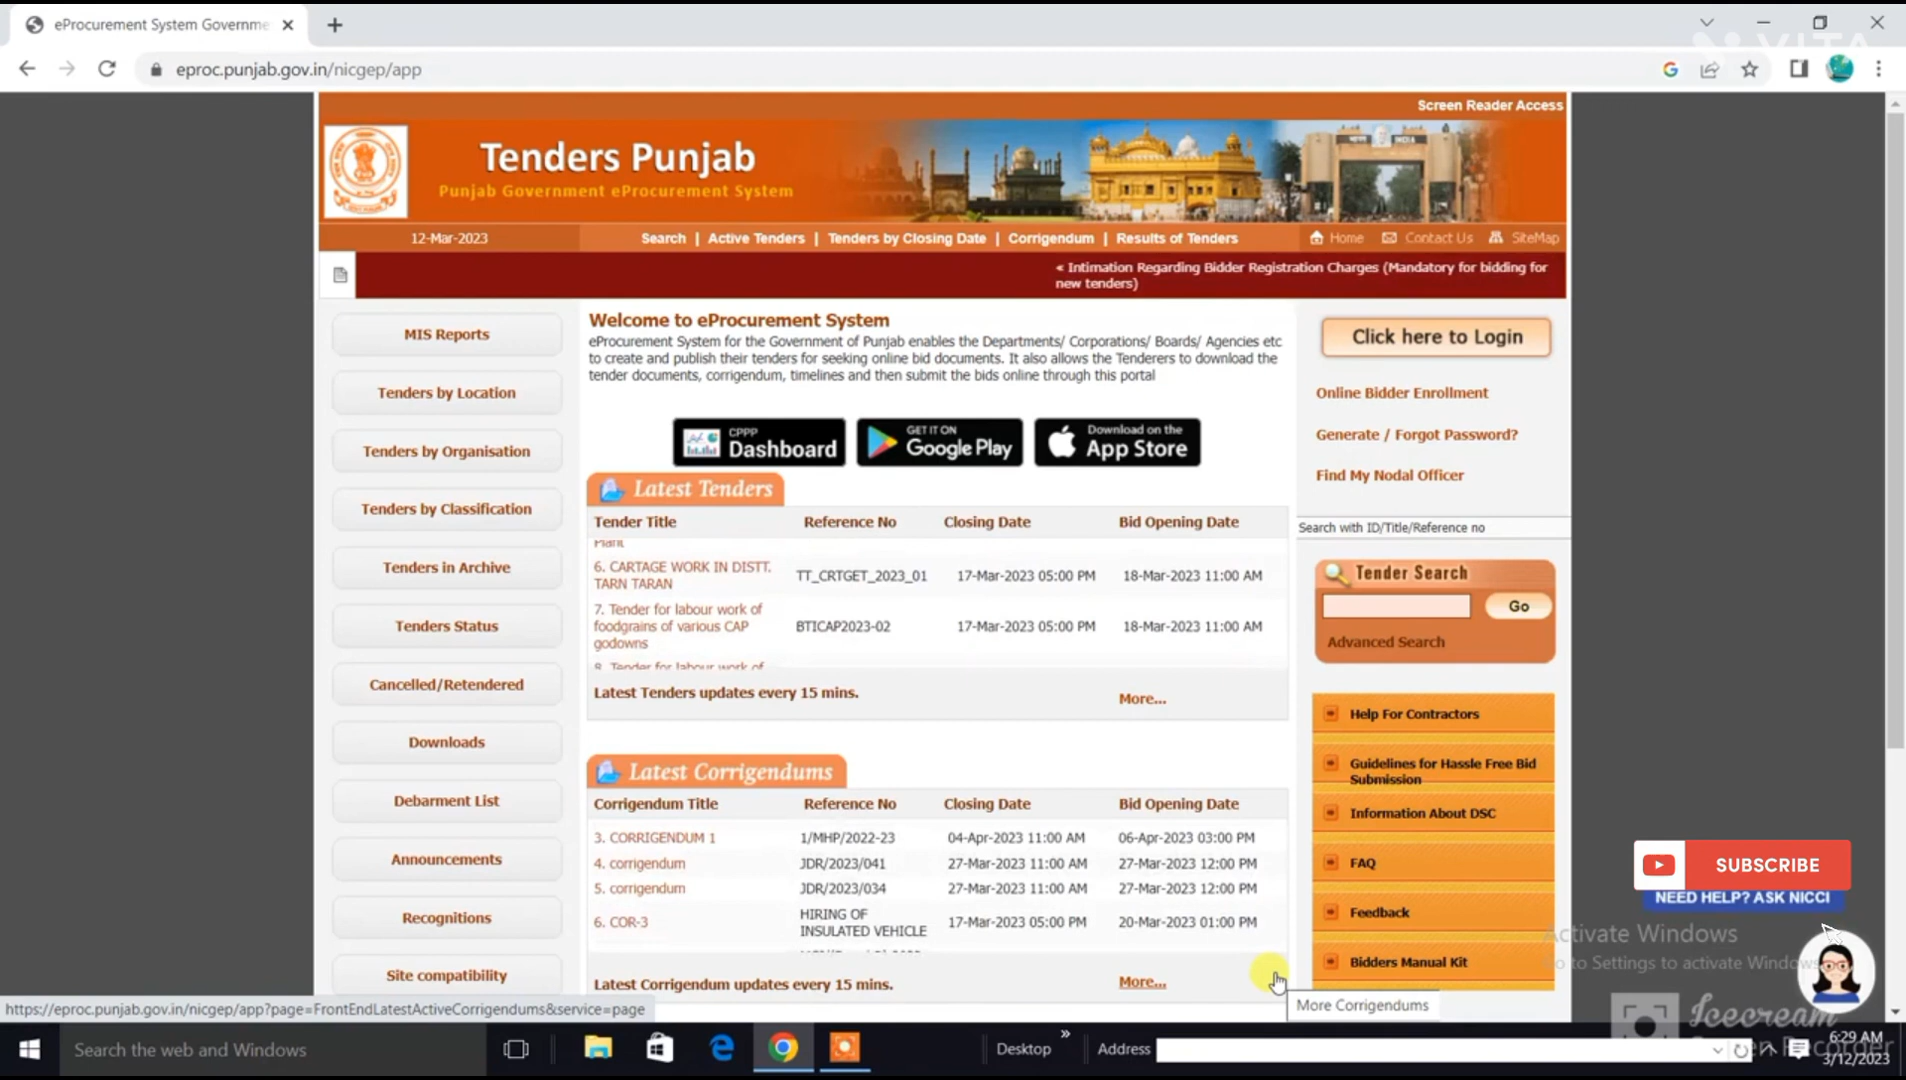 eProcurement System Governme
VITA
eproc.punjab.gov.in/nicgep/app
Screen Reader Access
Tenders Punjab
Punjab Government eProcurement System
INDIA
12-Mar-2023
Search | Active Tenders | Tenders by Closing Date | Corrigendum | Results of Tenders
Home Contact Us SiteMap
« Intimation Regarding Bidder Registration Charges (Mandatory for bidding for
new tenders)
MIS Reports
Tenders by Location
Tenders by Organisation
Tenders by Classification
Tenders in Archive
Tenders Status
Cancelled/Retendered
Downloads
Debarment List
Announcements
Recognitions
Site compatibility
Welcome to eProcurement System
eProcurement System for the Government of Punjab enables the Departments/ Corporations/ Boards/ Agencies etc
to create and publish their tenders for seeking online bid documents. It also allows the Tenderers to download the
tender documents, corrigendum, timelines and then submit the bids online through this portal
CPPP
Dashboard
GET IT ON
Google Play
Download on the
App Store
Latest Tenders
Tender Title Reference No Closing Date Bid Opening Date
Plant
6. CARTAGE WORK IN DISTT.
TARN TARAN
TT_CRTGET_2023_01 17-Mar-2023 05:00 PM 18-Mar-2023 11:00 AM
7. Tender for labour work of
foodgrains of various CAP
godowns
BTICAP2023-02 17-Mar-2023 05:00 PM 18-Mar-2023 11:00 AM
8. Tender for labour work of
Latest Tenders updates every 15 mins. More...
Latest Corrigendums
Corrigendum Title Reference No Closing Date Bid Opening Date
3. CORRIGENDUM 1 1/MHP/2022-23 04-Apr-2023 11:00 AM 06-Apr-2023 03:00 PM
4. corrigendum JDR/2023/041 27-Mar-2023 11:00 AM 27-Mar-2023 12:00 PM
5. corrigendum JDR/2023/034 27-Mar-2023 11:00 AM 27-Mar-2023 12:00 PM
6. COR-3 HIRING OF
INSULATED VEHICLE 17-Mar-2023 05:00 PM 20-Mar-2023 01:00 PM
Latest Corrigendum updates every 15 mins. More...
More Corrigendums
Click here to Login
Online Bidder Enrollment
Generate / Forgot Password?
Find My Nodal Officer
Search with ID/Title/Reference no
Tender Search
Go
Advanced Search
Help For Contractors
Guidelines for Hassle Free Bid
Submission
Information About DSC
FAQ
Feedback
Bidders Manual Kit
SUBSCRIBE
NEED HELP? ASK NICCI
Activate Windows
Go to Settings to activate Windows
Icecream
Screen Recorder
https://eproc.punjab.gov.in/nicgep/app?page=FrontEndLatestActiveCorrigendums&service=page
Search the web and Windows
Desktop
Address
6:29 AM
3/12/2023